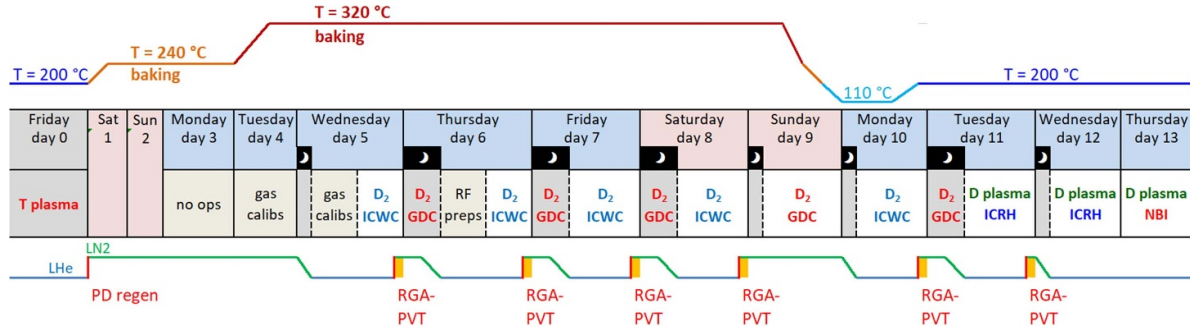 T = 320 °C
baking
T = 240 °C
baking
T = 200 °C
110 °C
T = 200 °C
Friday
day 0
Sat
1
Sun
2
Monday
day 3
Tuesday
day 4
Wednesday
day 5
Thursday
day 6
Friday
day 7
Saturday
day 8
Sunday
day 9
Monday
day 10
Tuesday
day 11
Wednesday
day 12
Thursday
day 13
T plasma
no ops
gas
calibs
gas
calibs
D₂
ICWC
D₂
GDC
RF
preps
D₂
ICWC
D₂
GDC
D₂
ICWC
D₂
GDC
D₂
ICWC
D₂
GDC
D₂
ICWC
D₂
GDC
D plasma
ICRH
D plasma
ICRH
D plasma
NBI
LN2
LHe
PD regen
RGA-
PVT
RGA-
PVT
RGA-
PVT
RGA-
PVT
RGA-
PVT
RGA-
PVT